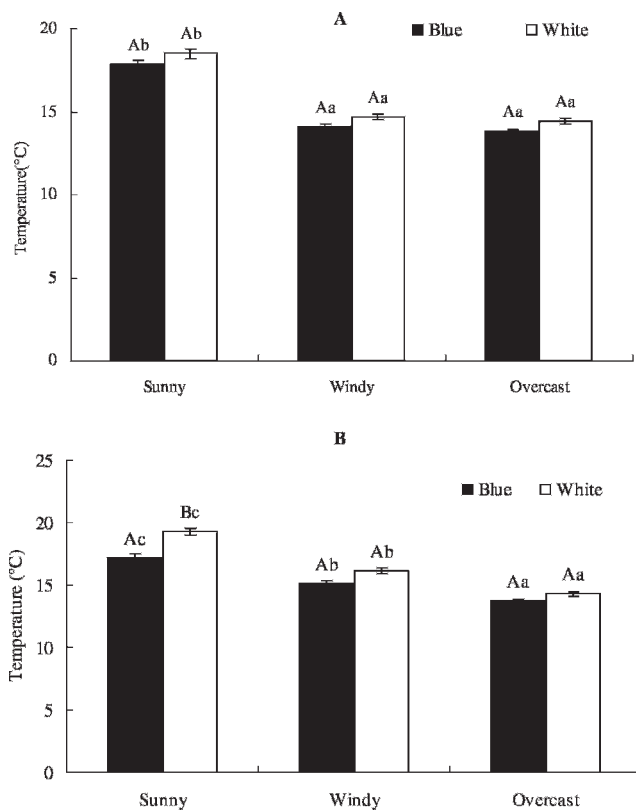 A
Blue White
20
15
10
5
0
Temperature(°C)
Ab Ab
Aa Aa
Aa Aa
Sunny Windy Overcast
B
Blue White
25
20
15
10
5
0
Temperature (°C)
Ac Bc
Ab Ab
Aa Aa
Sunny Windy Overcast